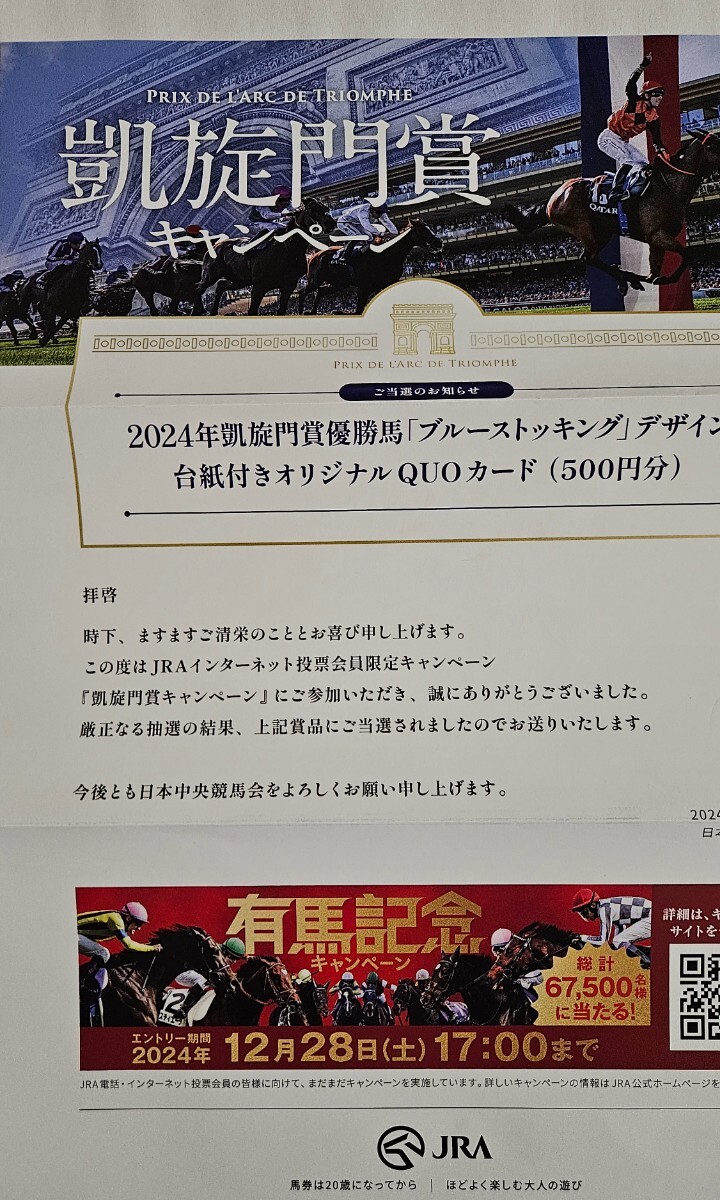 PRIX DE L'ARC DE TRIOMPHE
凱旋門賞
キャンペーン
QATAR
PRIX DE L'ARC DE TRIOMPHE
ご当選のお知らせ
2024年凱旋門賞優勝馬「ブルーストッキング」デザイン
台紙付きオリジナルQUOカード(500円分)
拝啓
時下、ますますご清栄のこととお喜び申し上げます。
この度はJRAインターネット投票会員限定キャンペーン
『凱旋門賞キャンペーン』にご参加いただき、誠にありがとうございました。
厳正なる抽選の結果、上記賞品にご当選されましたのでお送りいたします。
今後とも日本中央競馬会をよろしくお願い申し上げます。
2024
日本
有馬記念
キャンペーン
総計
67,500名様
に当たる!
エントリー期間
2024年 12月28日(土)17:00まで
詳細は、キ
サイトを
JRA電話・インターネット投票会員の皆様に向けて、まだまだキャンペーンを実施しています。詳しいキャンペーンの情報はJRA公式ホームページを
JRA
馬券は20歳になってから | ほどよく楽しむ大人の遊び